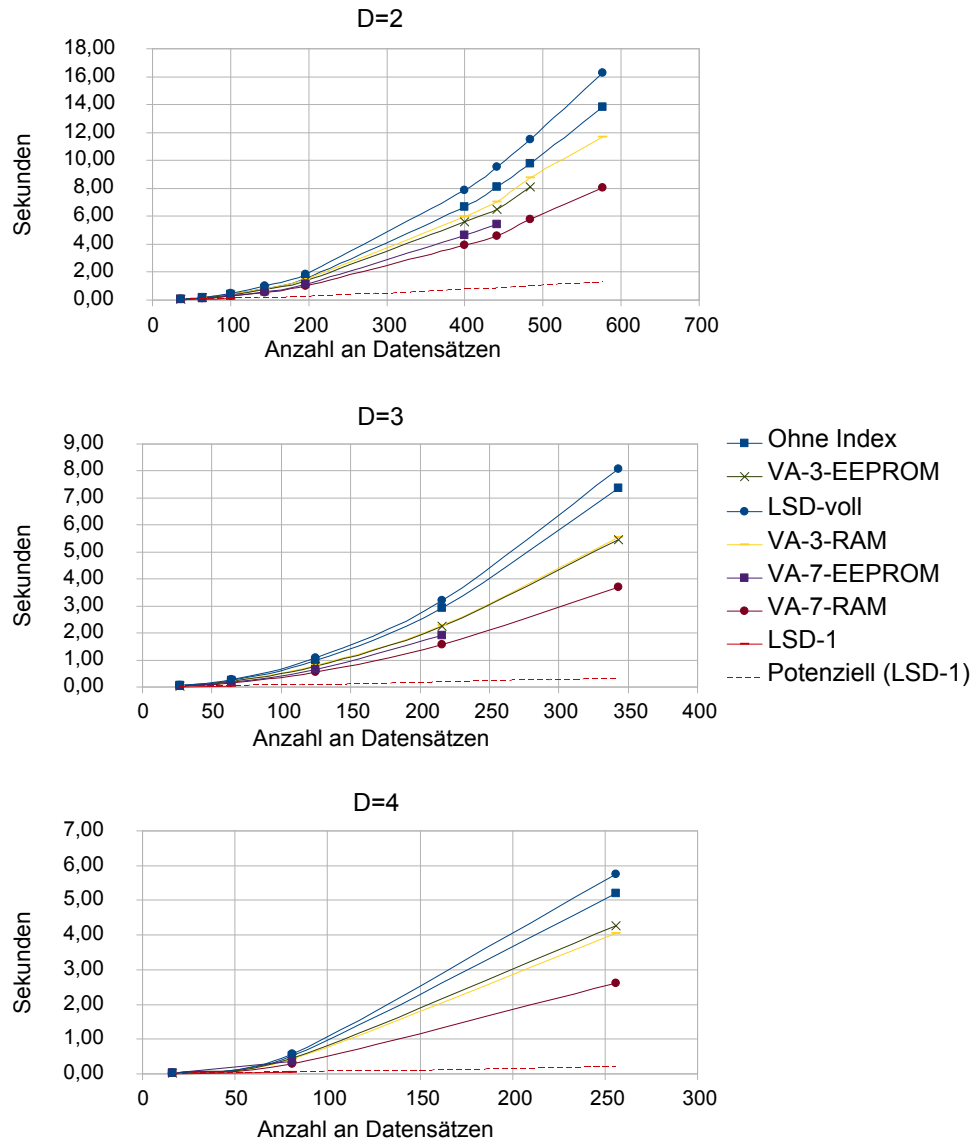 D=2
18,00
16,00
14,00
12,00
10,00
8,00
6,00
4,00
2,00
0,00
Sekunden
0 100 200 300 400 500 600 700
Anzahl an Datensätzen
D=3
9,00
8,00
7,00
6,00
5,00
4,00
3,00
2,00
1,00
0,00
Sekunden
0 50 100 150 200 250 300 350 400
Anzahl an Datensätzen
Ohne Index
VA-3-EEPROM
LSD-voll
VA-3-RAM
VA-7-EEPROM
VA-7-RAM
LSD-1
Potenziell (LSD-1)
D=4
7,00
6,00
5,00
4,00
3,00
2,00
1,00
0,00
Sekunden
0 50 100 150 200 250 300
Anzahl an Datensätzen